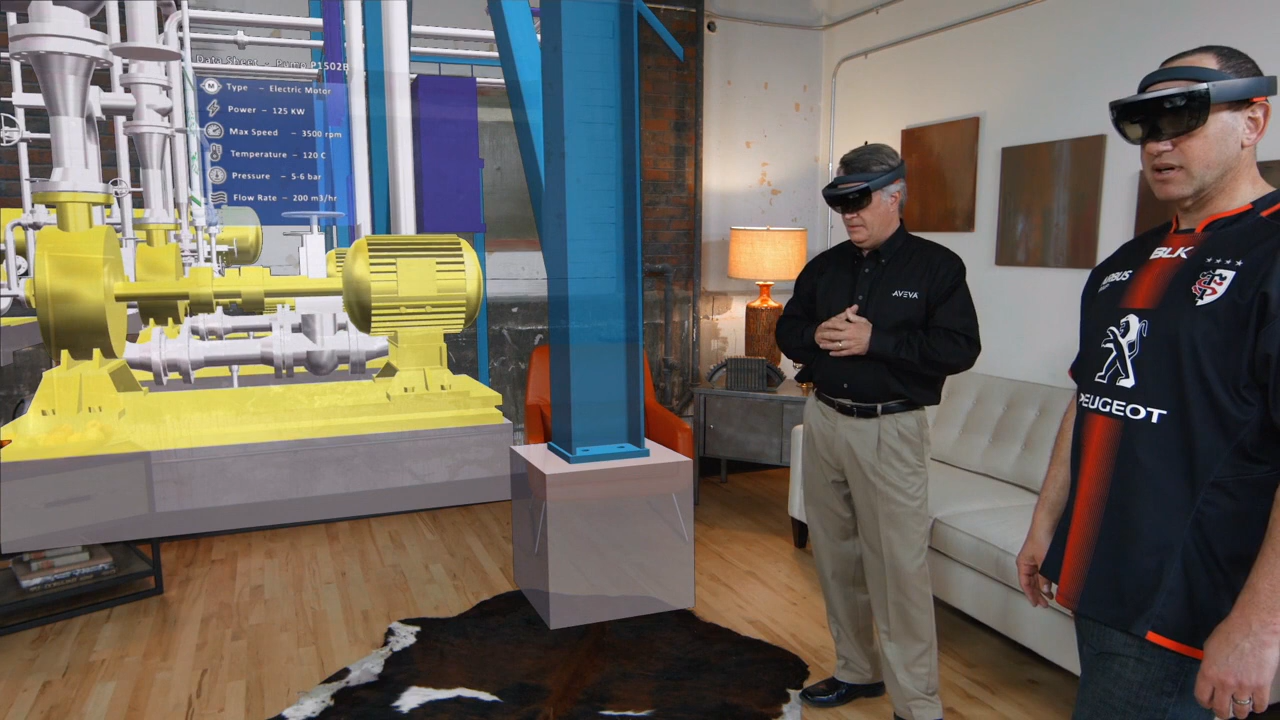 Data Sheet - Pump P1502B
Type - Electric Motor
Power - 125 KW
Max Speed - 3500 rpm
Temperature - 120 C
Pressure - 5-6 bar
Flow Rate - 200 m3/hr
AVEVA
BLK
PEUGEOT